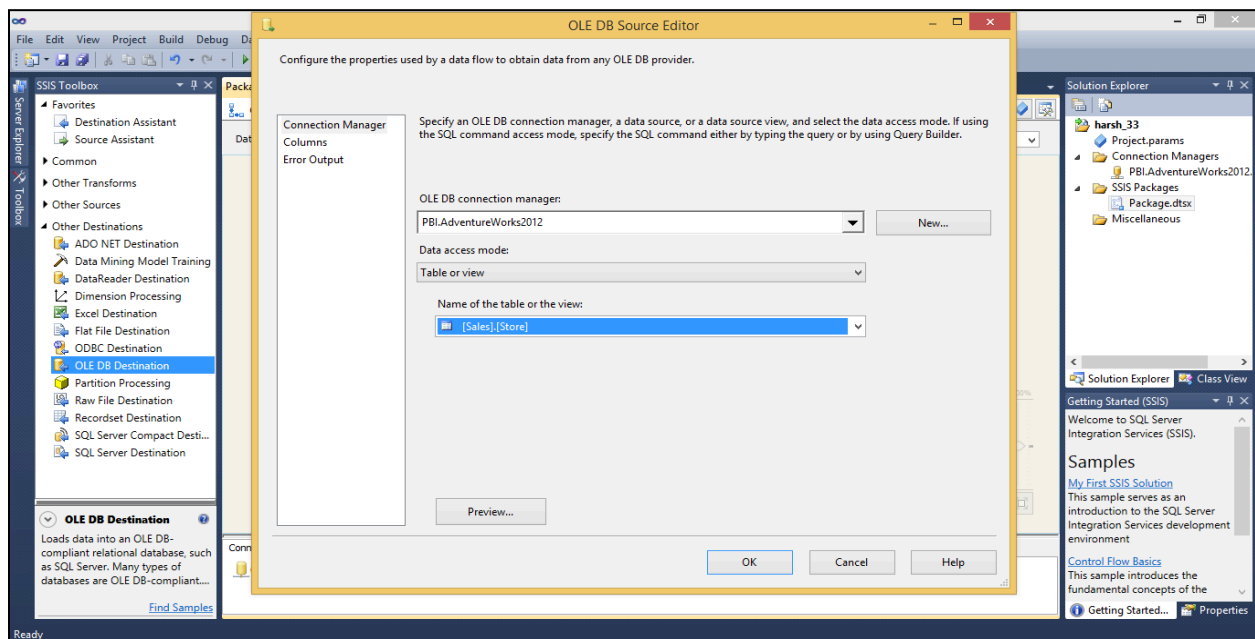 OLE DB Source Editor
File Edit View Project Build Debug Da
Configure the properties used by a data flow to obtain data from any OLE DB provider.
Server Explorer
Toolbox
SSIS Toolbox
Favorites
Destination Assistant
Source Assistant
Common
Other Transforms
Other Sources
Other Destinations
ADO NET Destination
Data Mining Model Training
DataReader Destination
Dimension Processing
Excel Destination
Flat File Destination
ODBC Destination
OLE DB Destination
Partition Processing
Raw File Destination
Recordset Destination
SQL Server Compact Desti...
SQL Server Destination
OLE DB Destination
Loads data into an OLE DB-
compliant relational database, such
as SQL Server. Many types of
databases are OLE DB-compliant....
Find Samples
Packa
Dat
Conn
Connection Manager
Columns
Error Output
Specify an OLE DB connection manager, a data source, or a data source view, and select the data access mode. If using
the SQL command access mode, specify the SQL command either by typing the query or by using Query Builder.
OLE DB connection manager:
PBI.AdventureWorks2012
New...
Data access mode:
Table or view
Name of the table or the view:
[Sales].[Store]
Preview...
OK Cancel Help
Solution Explorer
harsh_33
Project.params
Connection Managers
PBI.AdventureWorks2012.
SSIS Packages
Package.dtsx
Miscellaneous
Solution Explorer Class View
Getting Started (SSIS)
Welcome to SQL Server
Integration Services (SSIS).
Samples
My First SSIS Solution
This sample serves as an
introduction to the SQL Server
Integration Services development
environment
Control Flow Basics
This sample introduces the
fundamental concepts of the
Getting Started... Properties
Ready